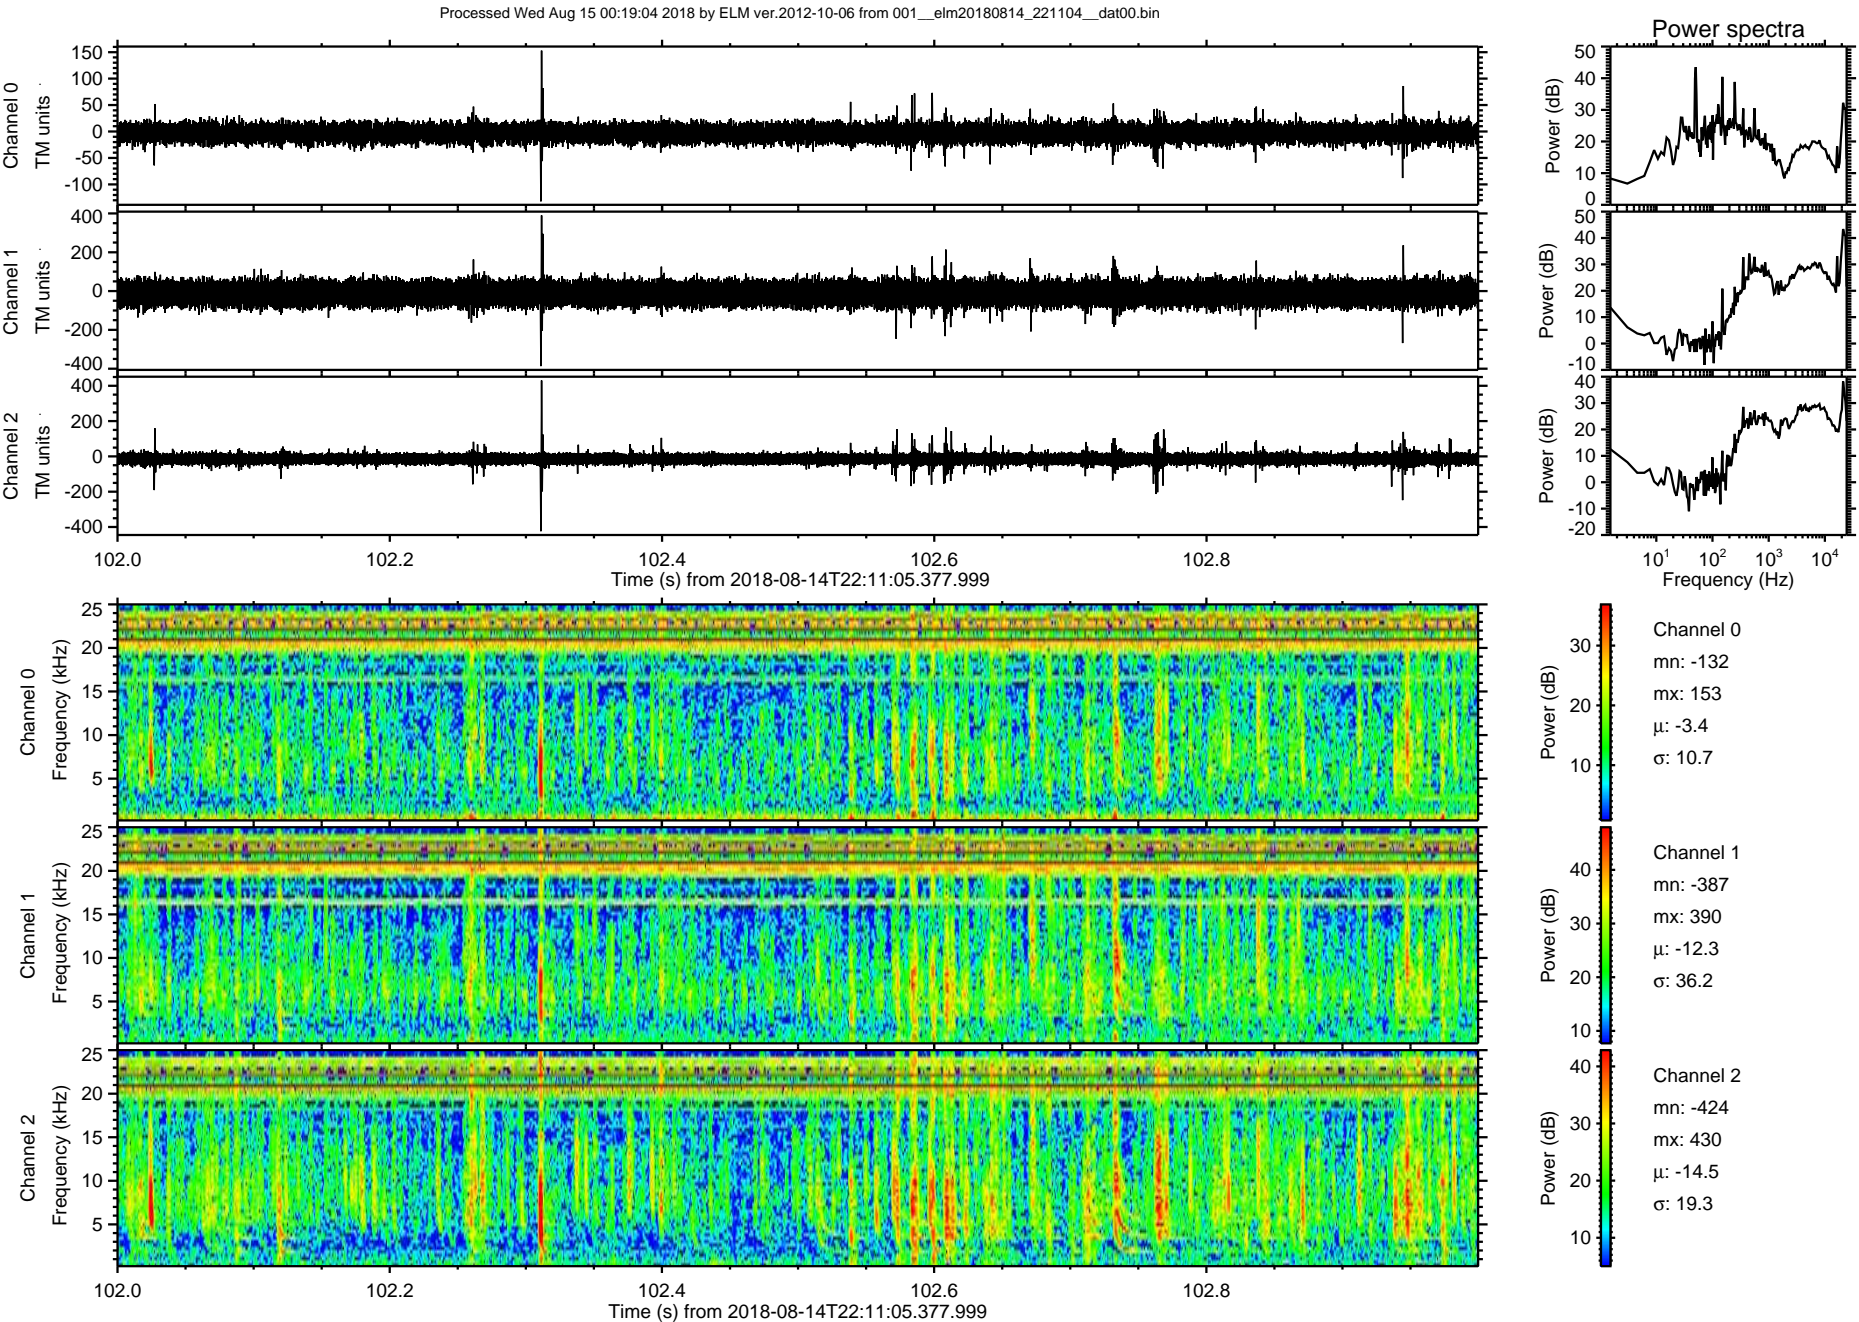 Processed Wed Aug 15 00:19:04 2018 by ELM ver.2012-10-06 from 001__elm20180814_221104__dat00.bin
Power spectra
Channel 0
TM units
150
100
50
0
-50
-100
Power (dB)
50
40
30
20
10
0
Channel 1
TM units
400
200
0
-200
-400
Power (dB)
50
40
30
20
10
0
-10
Channel 2
TM units
400
200
0
-200
-400
Power (dB)
40
30
20
10
0
-10
-20
102.0 102.2 102.4 102.6 102.8
Time (s) from 2018-08-14T22:11:05.377.999
10^1 10^2 10^3 10^4
Frequency (Hz)
Channel 0
Frequency (kHz)
25
20
15
10
5
Power (dB)
30
20
10
Channel 0
mn: -132
mx: 153
μ: -3.4
σ: 10.7
Channel 1
Frequency (kHz)
25
20
15
10
5
Power (dB)
40
30
20
10
Channel 1
mn: -387
mx: 390
μ: -12.3
σ: 36.2
Channel 2
Frequency (kHz)
25
20
15
10
5
Power (dB)
40
30
20
10
Channel 2
mn: -424
mx: 430
μ: -14.5
σ: 19.3
102.0 102.2 102.4 102.6 102.8
Time (s) from 2018-08-14T22:11:05.377.999